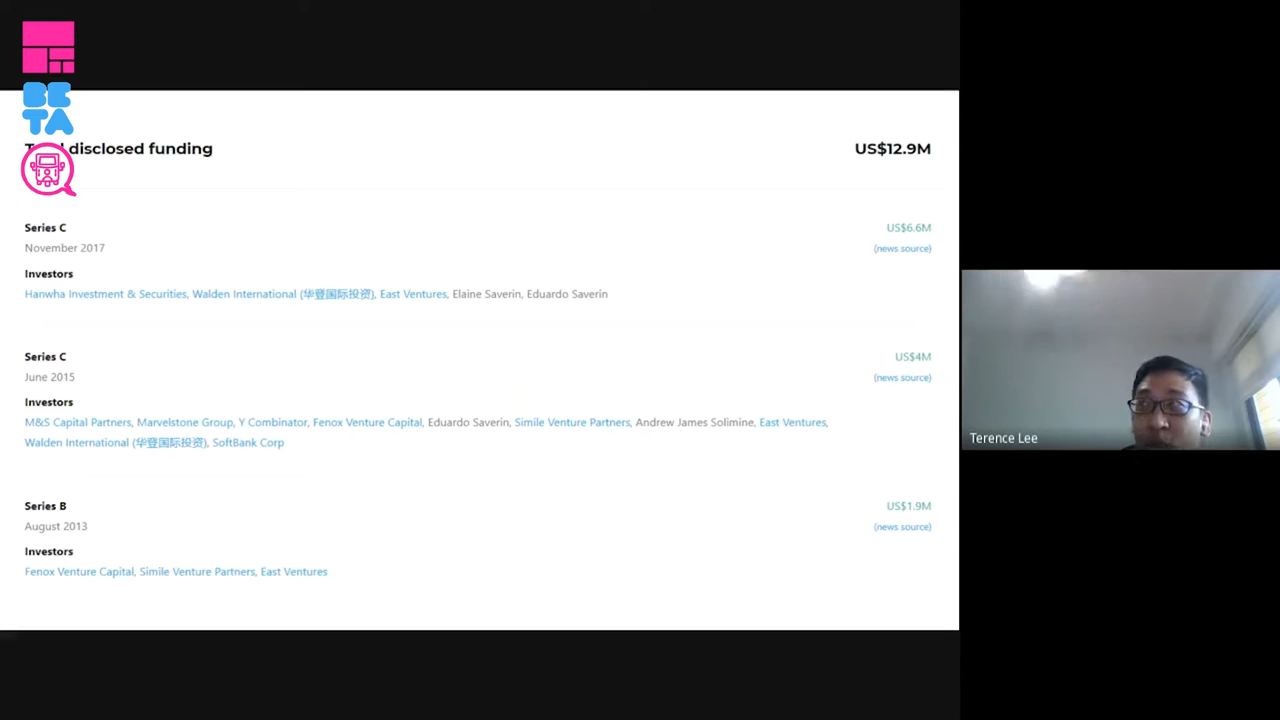 BE
TA
disclosed funding
US$12.9M
Series C
US$6.6M
November 2017
(news source)
Investors
Hanwha Investment & Securities, Walden International (华登国际投资), East Ventures, Elaine Saverin, Eduardo Saverin
Series C
US$4M
June 2015
(news source)
Investors
M&S Capital Partners, Marvelstone Group, Y Combinator, Fenox Venture Capital, Eduardo Saverin, Simile Venture Partners, Andrew James Solimine, East Ventures,
Walden International (华登国际投资), SoftBank Corp
Series B
US$1.9M
August 2013
(news source)
Investors
Fenox Venture Capital, Simile Venture Partners, East Ventures
Terence Lee